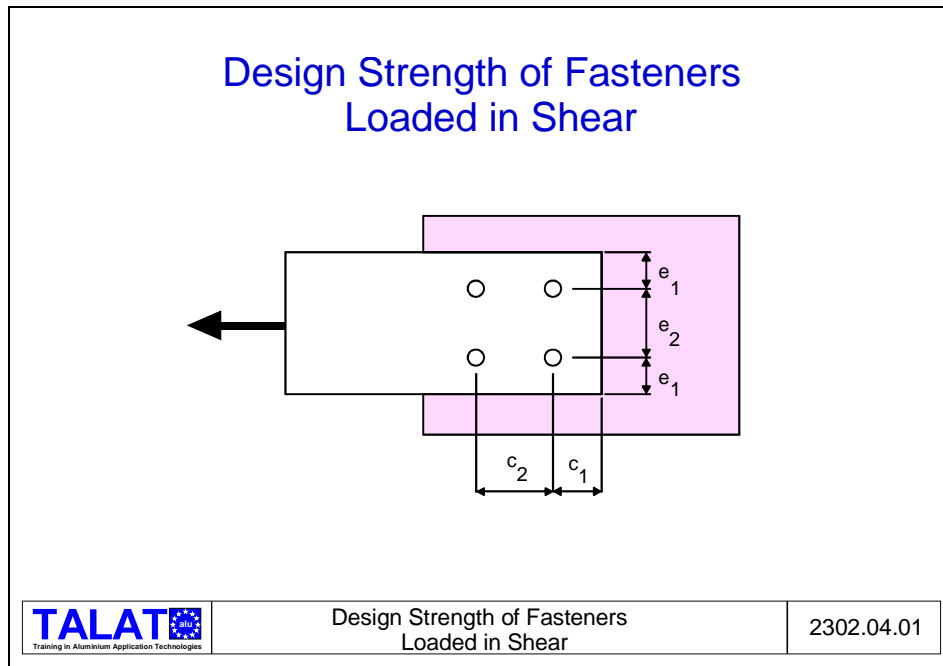 Design Strength of Fasteners
Loaded in Shear
e1
e2
e1
c2 c1
TALAT alu
Training in Aluminium Application Technologies
Design Strength of Fasteners
Loaded in Shear
2302.04.01